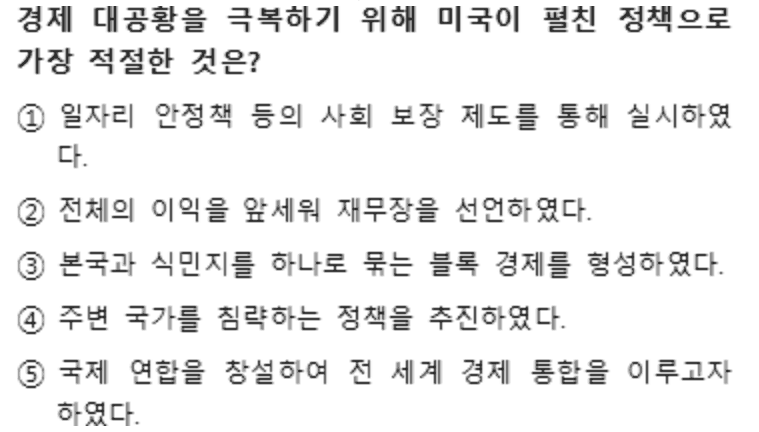 경제 대공황을 극복하기 위해 미국이 펼친 정책으로
가장 적절한 것은?
① 일자리 안정책 등의 사회 보장 제도를 통해 실시하였
다.
② 전체의 이익을 앞세워 재무장을 선언하였다.
③ 본국과 식민지를 하나로 묶는 블록 경제를 형성하였다.
④ 주변 국가를 침략하는 정책을 추진하였다.
⑤ 국제 연합을 창설하여 전 세계 경제 통합을 이루고자
하였다.